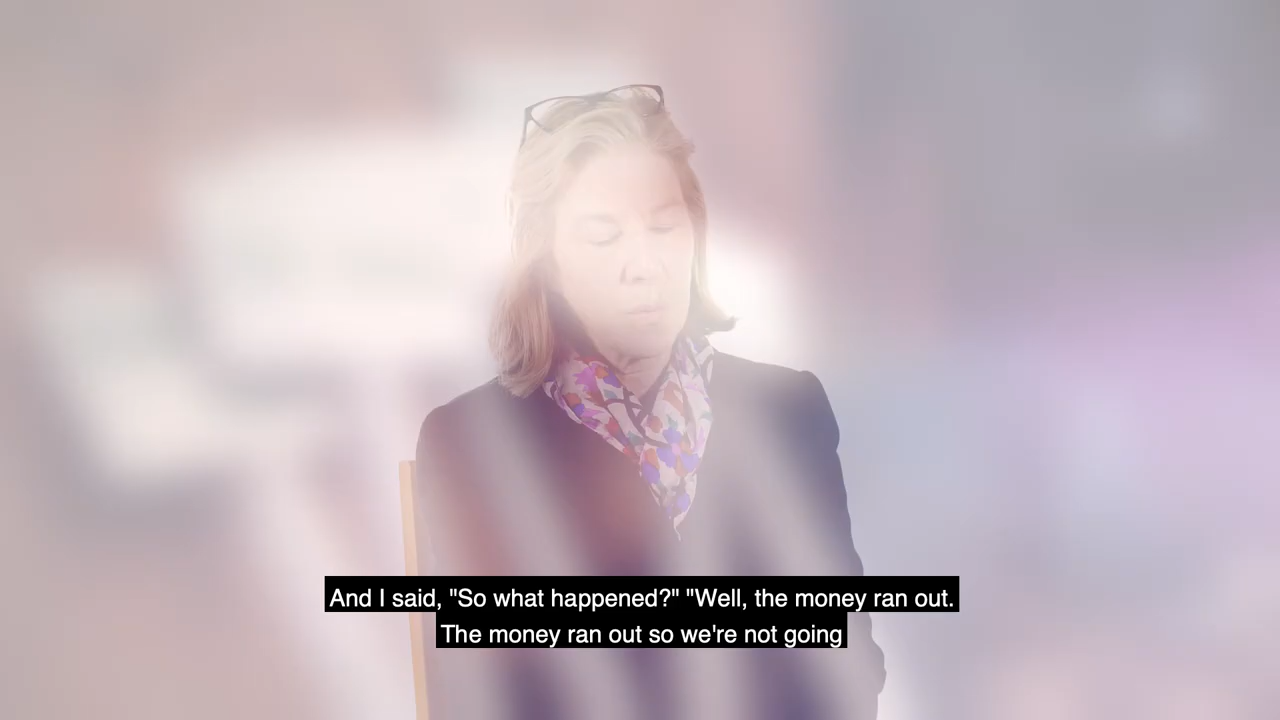 And I said, "So what happened?" "Well, the money ran out.
The money ran out so we're not going